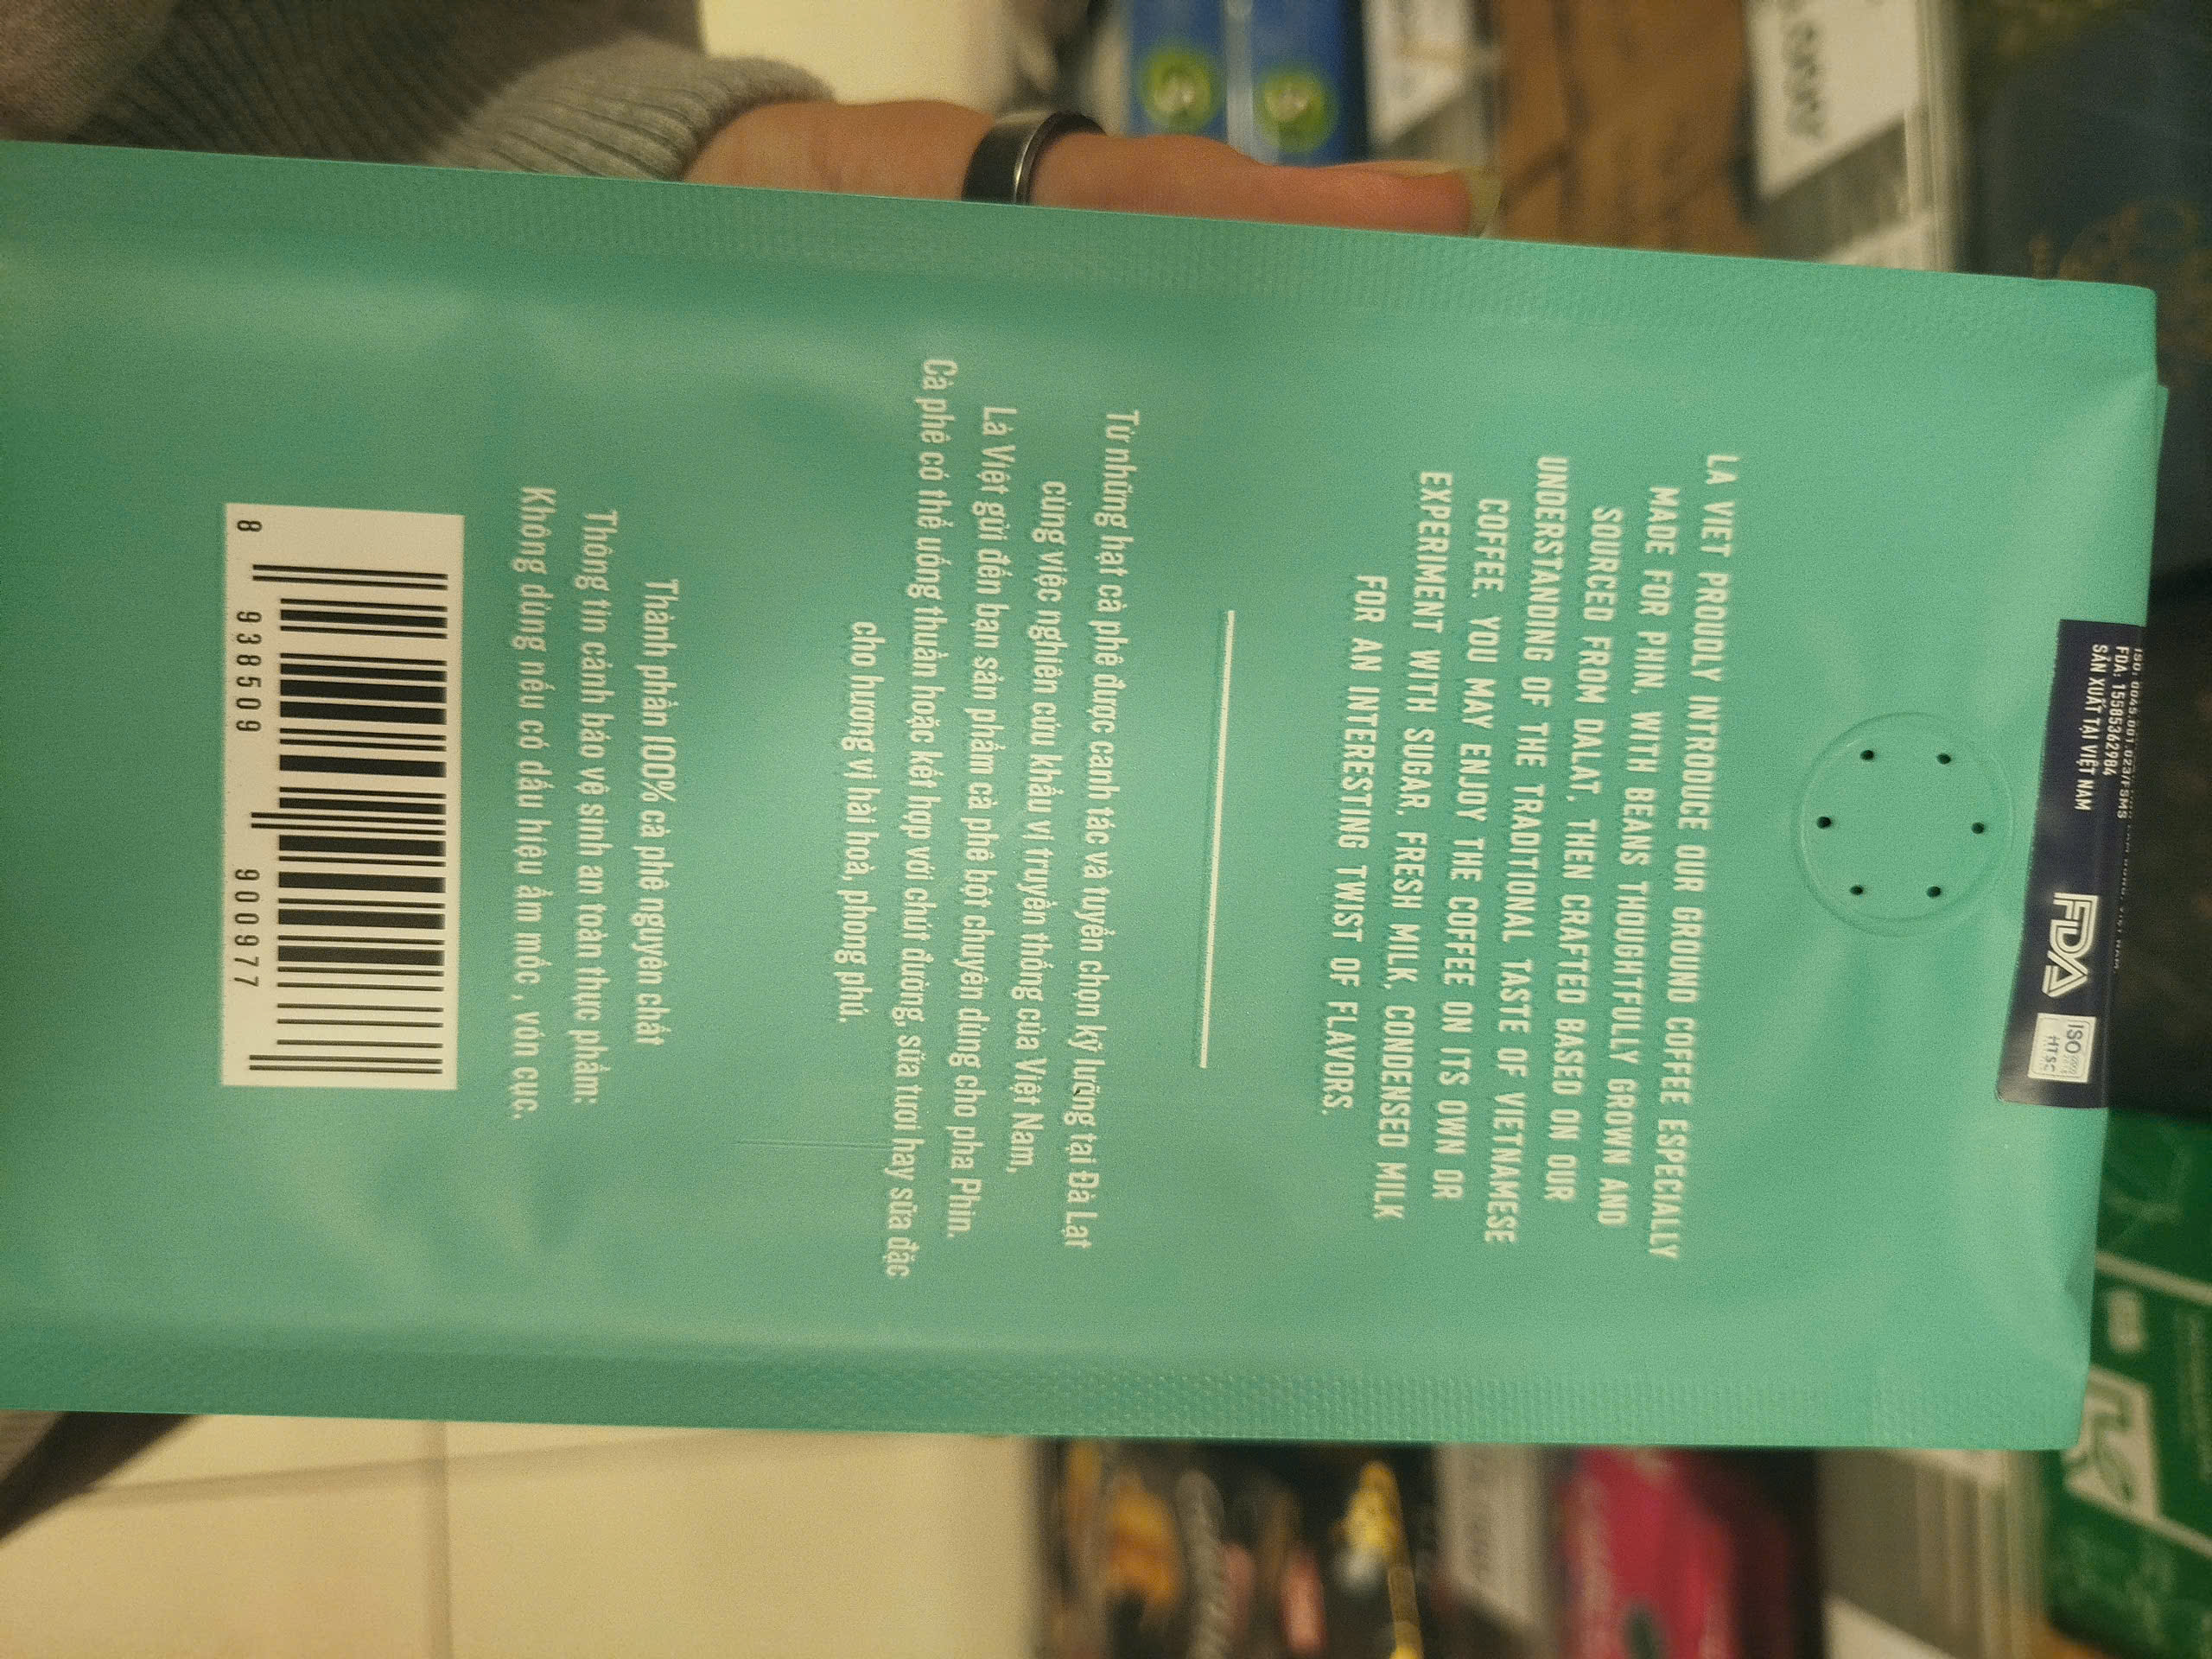 FDA: 15585362984
SẢN XUẤT TẠI VIỆT NAM
FDA
ISO
HTSC
LA VIET PROUDLY INTRODUCE OUR GROUND COFFEE ESPECIALLY
MADE FOR PHIN, WITH BEANS THOUGHTFULLY GROWN AND
SOURCED FROM DALAT, THEN CRAFTED BASED ON OUR
UNDERSTANDING OF THE TRADITIONAL TASTE OF VIETNAMESE
COFFEE. YOU MAY ENJOY THE COFFEE ON ITS OWN OR
EXPERIMENT WITH SUGAR, FRESH MILK, CONDENSED MILK
FOR AN INTERESTING TWIST OF FLAVORS.
Từ những hạt cà phê được canh tác và tuyển chọn kỹ lưỡng tại Đà Lạt
cùng việc nghiên cứu khẩu vị truyền thống của Việt Nam,
Là Việt gửi đến bạn sản phẩm cà phê bột chuyên dùng cho pha Phin.
Cà phê có thể uống thuần hoặc kết hợp với chút đường, sữa tươi hay sữa đặc
cho hương vị hài hoà, phong phú.
Thành phần 100% cà phê nguyên chất
Thông tin cảnh báo vệ sinh an toàn thực phẩm:
Không dùng nếu có dấu hiệu ẩm mốc , vón cục.
8 938509 900977